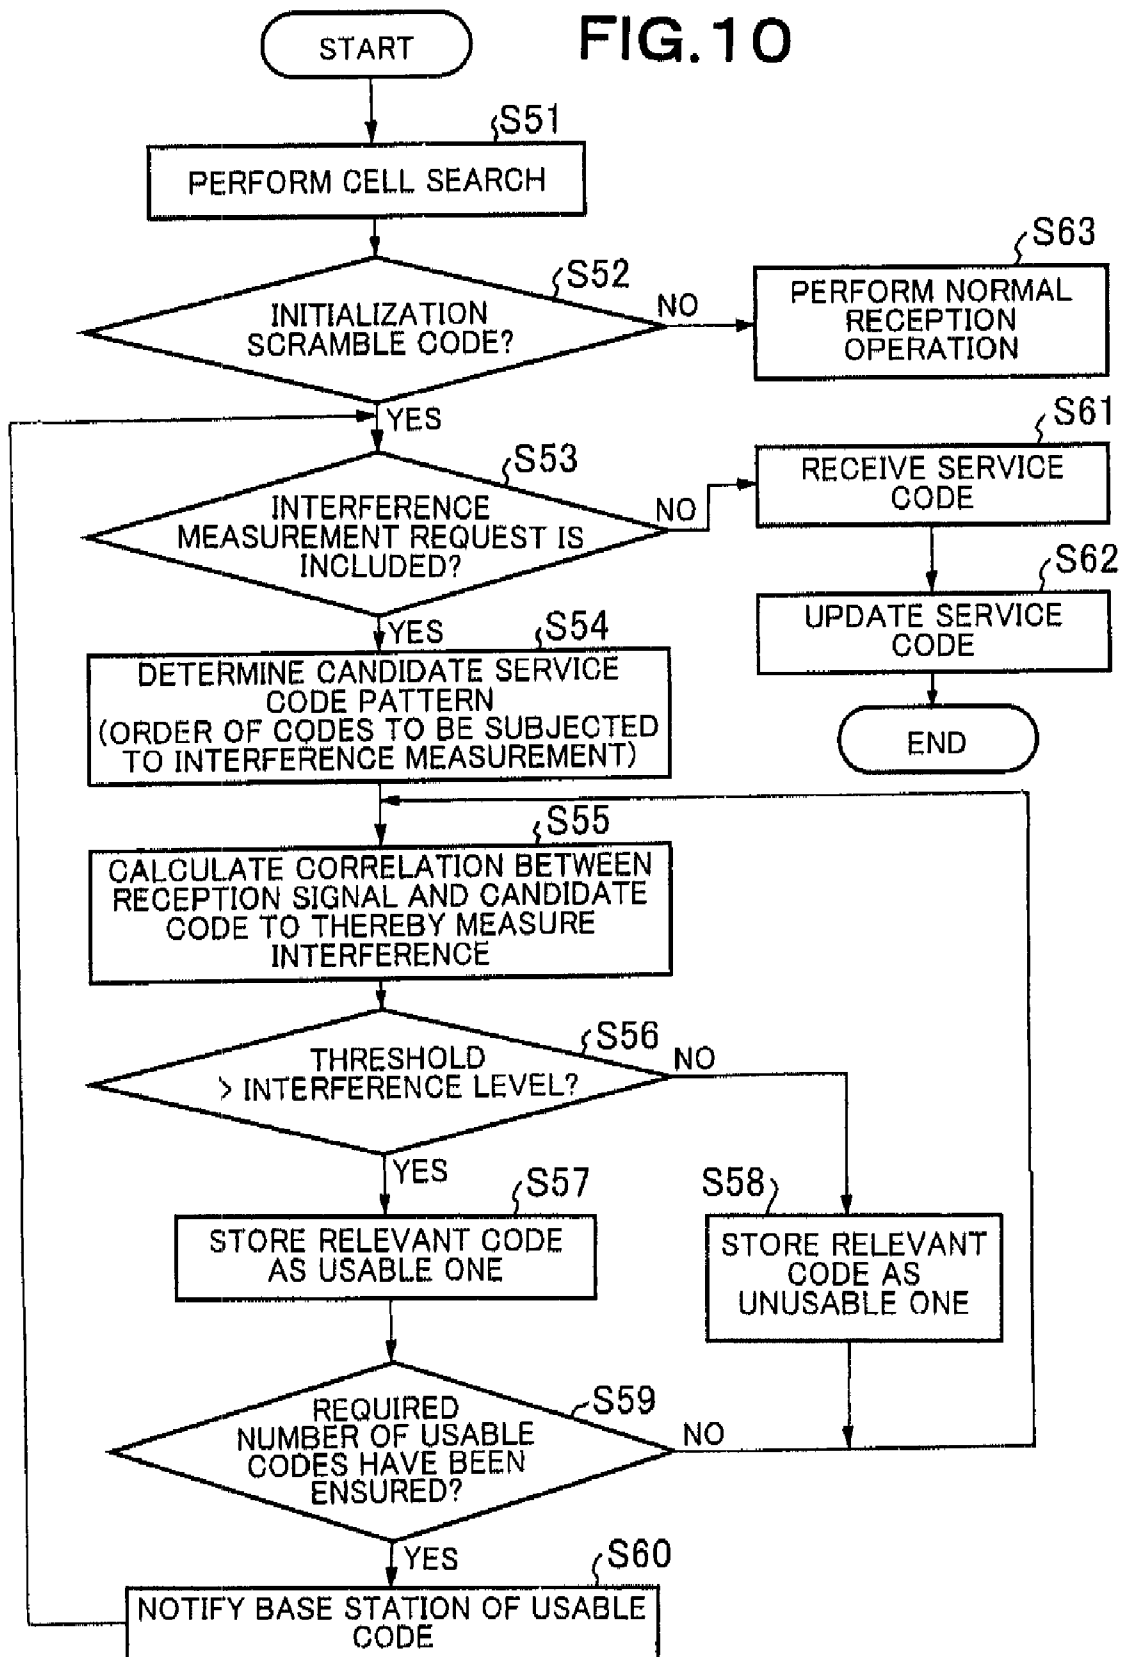 FIG.10
START
S51
PERFORM CELL SEARCH
S52
INITIALIZATION
SCRAMBLE CODE?
NO
S63
PERFORM NORMAL
RECEPTION
OPERATION
YES
S53
INTERFERENCE
MEASUREMENT REQUEST IS
INCLUDED?
NO
S61
RECEIVE SERVICE
CODE
S62
UPDATE SERVICE
CODE
END
YES
S54
DETERMINE CANDIDATE SERVICE
CODE PATTERN
(ORDER OF CODES TO BE SUBJECTED
TO INTERFERENCE MEASUREMENT)
S55
CALCULATE CORRELATION BETWEEN
RECEPTION SIGNAL AND CANDIDATE
CODE TO THEREBY MEASURE
INTERFERENCE
S56
THRESHOLD
> INTERFERENCE LEVEL?
NO
YES
S57
STORE RELEVANT CODE
AS USABLE ONE
S58
STORE RELEVANT
CODE AS
UNUSABLE ONE
S59
REQUIRED
NUMBER OF USABLE
CODES HAVE BEEN
ENSURED?
NO
YES
S60
NOTIFY BASE STATION OF USABLE
CODE